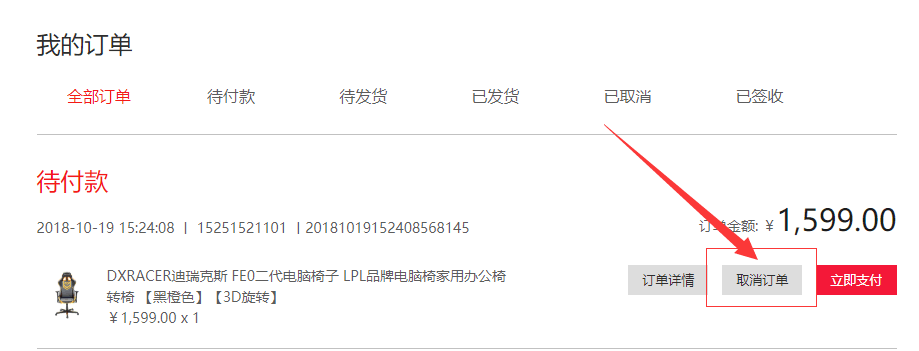 我的订单
全部订单 待付款 待发货 已发货 已取消 已签收
待付款
2018-10-19 15:24:08 | 15251521101 | 20181019152408568145 订单金额: ￥1,599.00
DXRACER迪瑞克斯 FE0二代电脑椅子 LPL品牌电脑椅家用办公椅
转椅 【黑橙色】【3D旋转】
￥1,599.00 x 1
订单详情 取消订单 立即支付